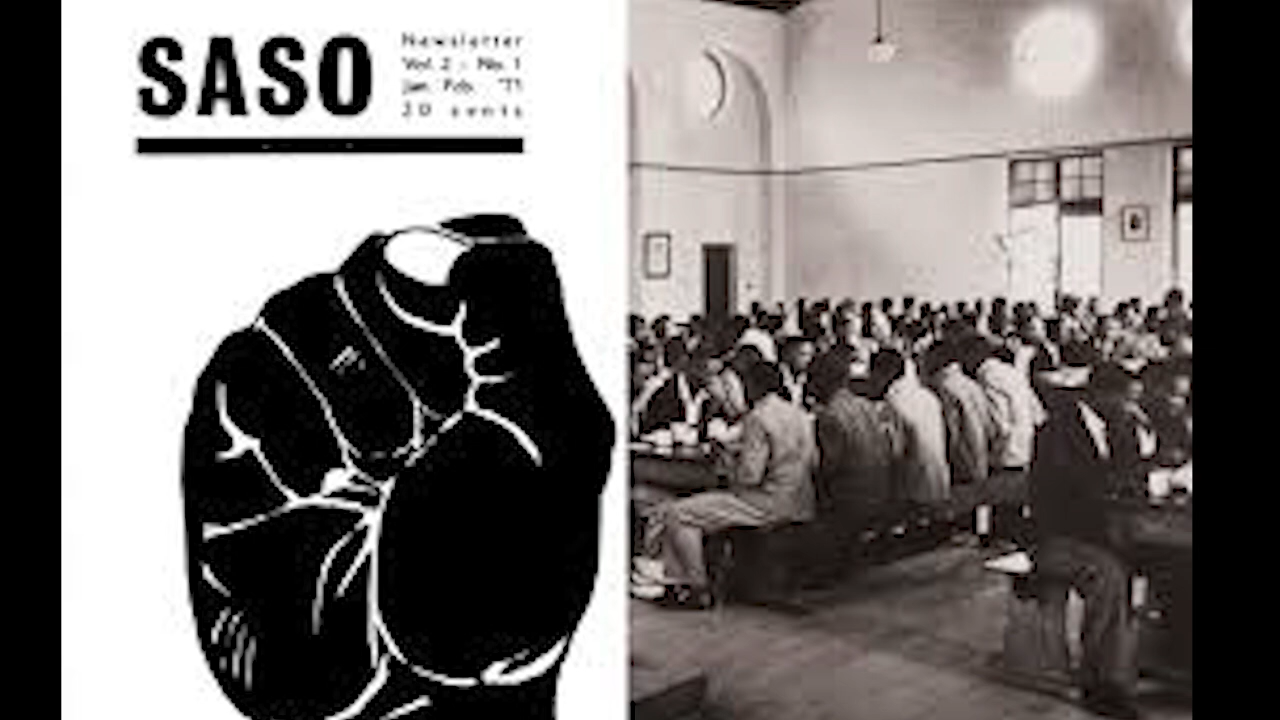 SASO
Newsletter
Vol. 2 - No. 1
Jan. Feb. '71
20 cents